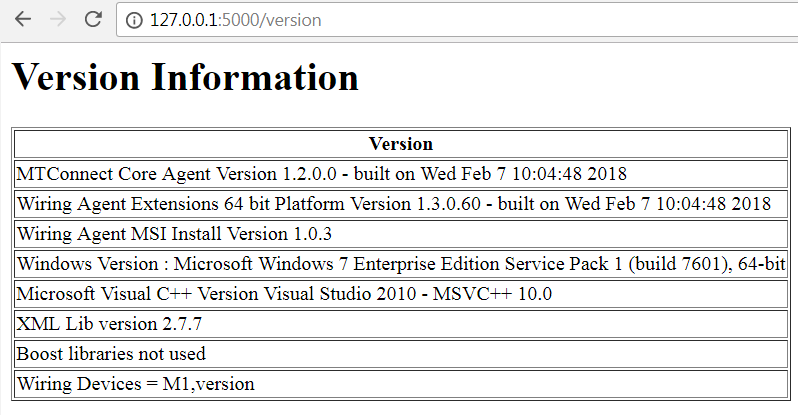 127.0.0.1:5000/version
Version Information
Version
MTConnect Core Agent Version 1.2.0.0 - built on Wed Feb 7 10:04:48 2018
Wiring Agent Extensions 64 bit Platform Version 1.3.0.60 - built on Wed Feb 7 10:04:48 2018
Wiring Agent MSI Install Version 1.0.3
Windows Version : Microsoft Windows 7 Enterprise Edition Service Pack 1 (build 7601), 64-bit
Microsoft Visual C++ Version Visual Studio 2010 - MSVC++ 10.0
XML Lib version 2.7.7
Boost libraries not used
Wiring Devices = M1,version